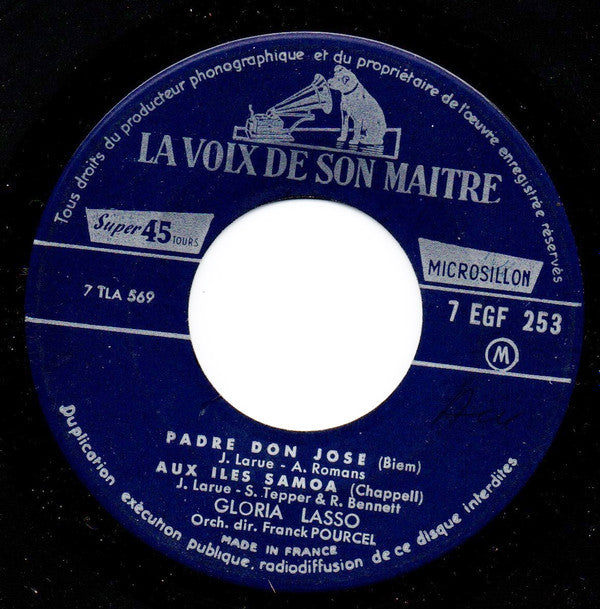 Tous droits du producteur phonographique et du propriétaire de l'œuvre enregistrée réservés
LA VOIX DE SON MAITRE
Super 45 TOURS
MICROSILLON
7 TLA 569
7 EGF 253
M
PADRE DON JOSE (Biem)
J. Larue - A. Romans
AUX ILES SAMOA (Chappell)
J. Larue - S. Tepper & R. Bennett
GLORIA LASSO
Orch. dir. Franck POURCEL
MADE IN FRANCE
Duplication exécution publique, radiodiffusion de ce disque interdites